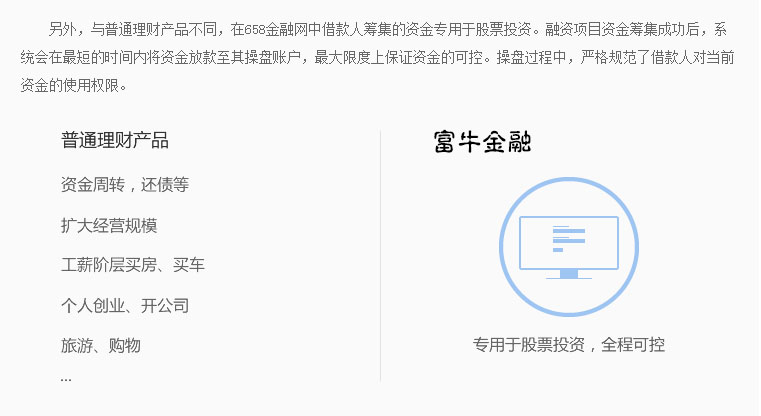 另外，与普通理财产品不同，在658金融网中借款人筹集的资金专用于股票投资。融资项目资金筹集成功后，系
统会在最短的时间内将资金放款至其操盘账户，最大限度上保证资金的可控。操盘过程中，严格规范了借款人对当前
资金的使用权限。
普通理财产品
资金周转，还债等
扩大经营规模
工薪阶层买房、买车
个人创业、开公司
旅游、购物
...
富牛金融
专用于股票投资，全程可控